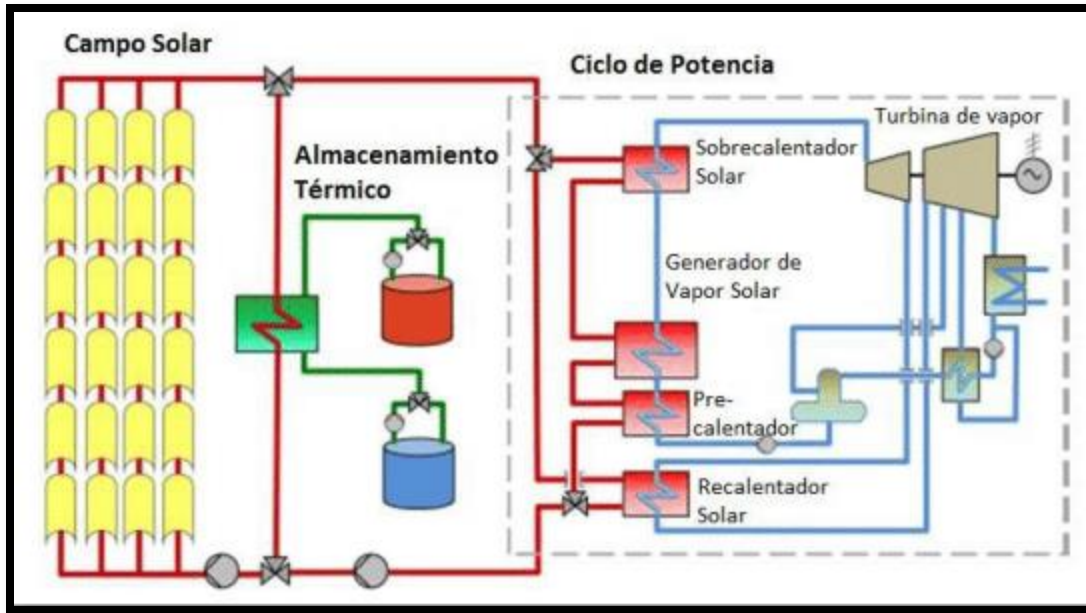 Campo Solar
Ciclo de Potencia
Turbina de vapor
Almacenamiento
Térmico
Sobrecalentador
Solar
Generador de
Vapor Solar
Pre-
calentador
Recalentador
Solar